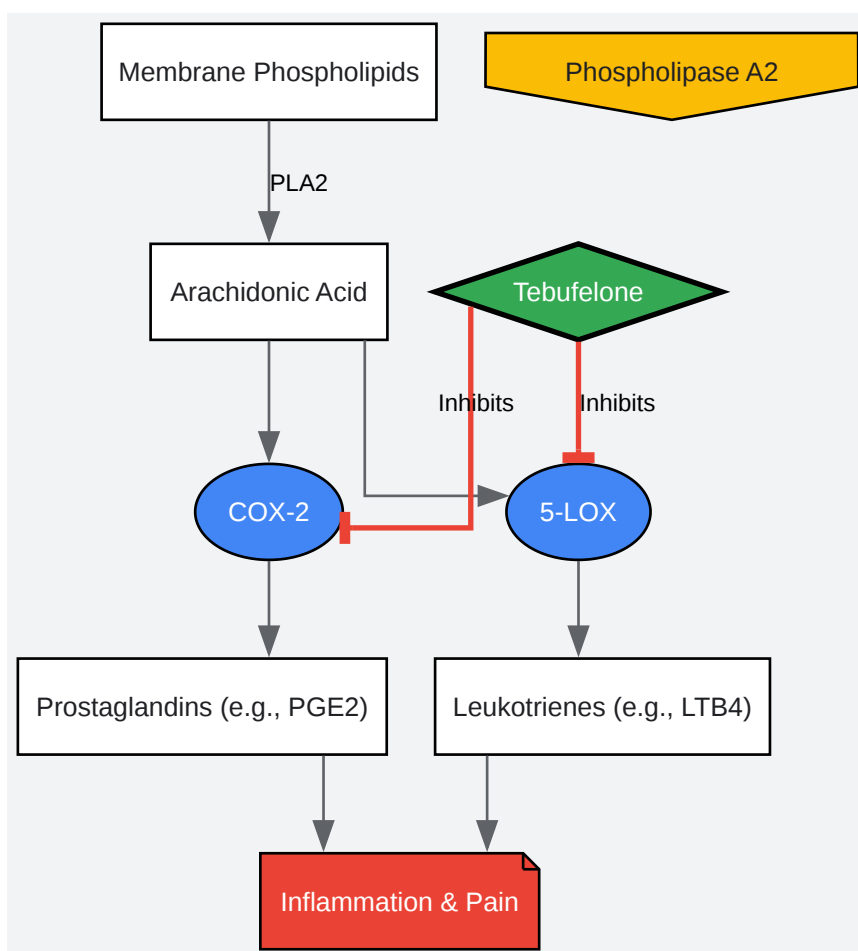 Membrane Phospholipids
Phospholipase A2
PLA2
Arachidonic Acid
Tebufelone
Inhibits
Inhibits
COX-2
5-LOX
Prostaglandins (e.g., PGE2)
Leukotrienes (e.g., LTB4)
Inflammation & Pain